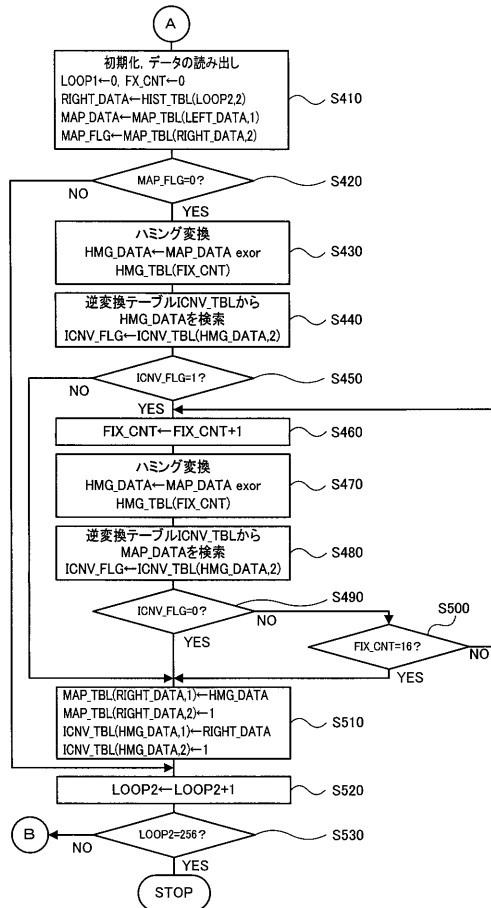 A
初期化, データの読み出し
LOOP1←0, FX_CNT←0
RIGHT_DATA←HIST_TBL(LOOP2,2)
MAP_DATA←MAP_TBL(LEFT_DATA,1)
MAP_FLG←MAP_TBL(RIGHT_DATA,2)
S410
MAP_FLG=0?
S420
NO
YES
ハミング変換
HMG_DATA←MAP_DATA exor
HMG_TBL(FIX_CNT)
S430
逆変換テーブルICNV_TBLから
HMG_DATAを検索
ICNV_FLG←ICNV_TBL(HMG_DATA,2)
S440
ICNV_FLG=1?
S450
NO
YES
FIX_CNT←FIX_CNT+1
S460
ハミング変換
HMG_DATA←MAP_DATA exor
HMG_TBL(FIX_CNT)
S470
逆変換テーブルICNV_TBLから
MAP_DATAを検索
ICNV_FLG←ICNV_TBL(HMG_DATA,2)
S480
ICNV_FLG=0?
S490
NO
YES
S500
FIX_CNT=16?
NO
YES
MAP_TBL(RIGHT_DATA,1)←HMG_DATA
MAP_TBL(RIGHT_DATA,2)←1
ICNV_TBL(HMG_DATA,1)←RIGHT_DATA
ICNV_TBL(HMG_DATA,2)←1
S510
LOOP2←LOOP2+1
S520
B
LOOP2=256?
S530
NO
YES
STOP